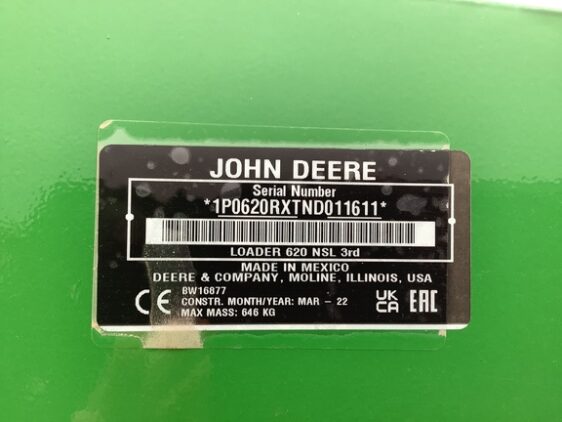 JOHN DEERE
Serial Number
*1P0620RXTND011611*
LOADER 620 NSL 3rd
MADE IN MEXICO
DEERE & COMPANY, MOLINE, ILLINOIS, USA
BW16877
CONSTR. MONTH/YEAR: MAR - 22
MAX MASS: 646 KG
CE
UK
CA
EAC